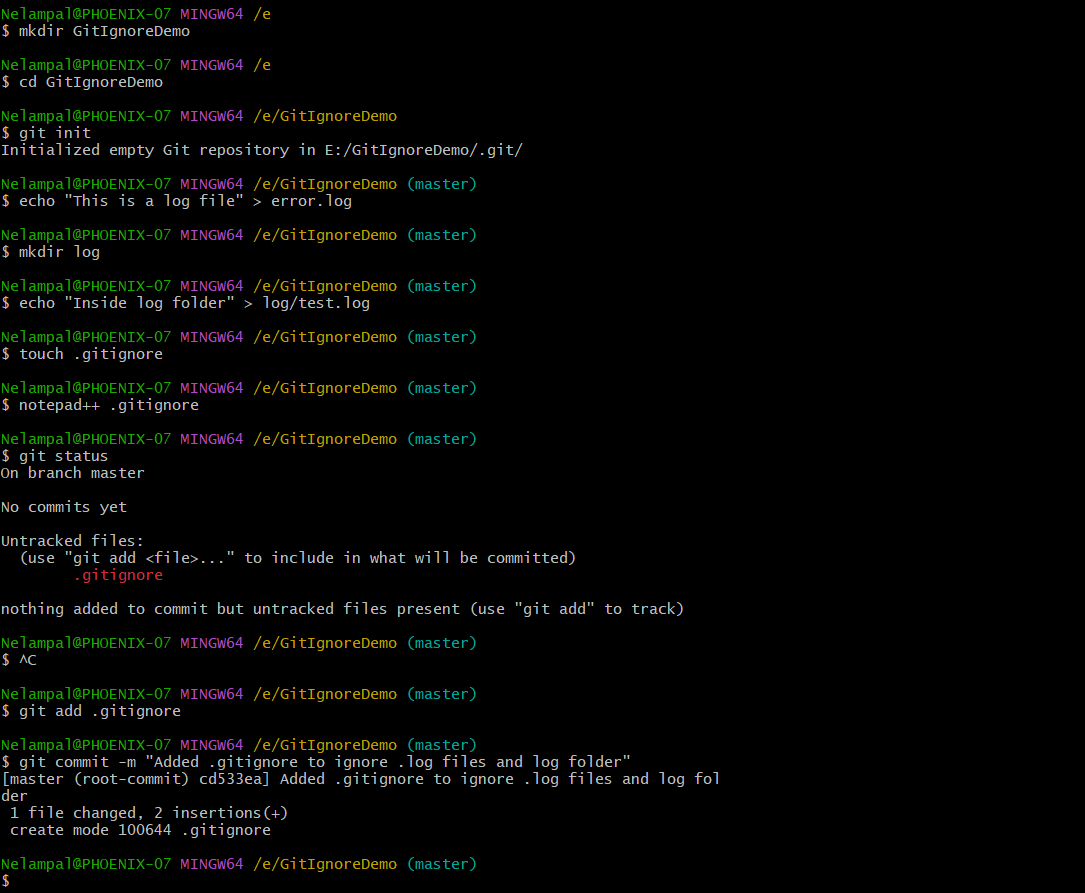 Nelampal@PHOENIX-07 MINGW64 /e
$ mkdir GitIgnoreDemo
Nelampal@PHOENIX-07 MINGW64 /e
$ cd GitIgnoreDemo
Nelampal@PHOENIX-07 MINGW64 /e/GitIgnoreDemo
$ git init
Initialized empty Git repository in E:/GitIgnoreDemo/.git/
Nelampal@PHOENIX-07 MINGW64 /e/GitIgnoreDemo (master)
$ echo "This is a log file" > error.log
Nelampal@PHOENIX-07 MINGW64 /e/GitIgnoreDemo (master)
$ mkdir log
Nelampal@PHOENIX-07 MINGW64 /e/GitIgnoreDemo (master)
$ echo "Inside log folder" > log/test.log
Nelampal@PHOENIX-07 MINGW64 /e/GitIgnoreDemo (master)
$ touch .gitignore
Nelampal@PHOENIX-07 MINGW64 /e/GitIgnoreDemo (master)
$ notepad++ .gitignore
Nelampal@PHOENIX-07 MINGW64 /e/GitIgnoreDemo (master)
$ git status
On branch master
No commits yet
Untracked files:
  (use "git add <file>..." to include in what will be committed)
        .gitignore
nothing added to commit but untracked files present (use "git add" to track)
Nelampal@PHOENIX-07 MINGW64 /e/GitIgnoreDemo (master)
$ ^C
Nelampal@PHOENIX-07 MINGW64 /e/GitIgnoreDemo (master)
$ git add .gitignore
Nelampal@PHOENIX-07 MINGW64 /e/GitIgnoreDemo (master)
$ git commit -m "Added .gitignore to ignore .log files and log folder"
[master (root-commit) cd533ea] Added .gitignore to ignore .log files and log fol
der
 1 file changed, 2 insertions(+)
 create mode 100644 .gitignore
Nelampal@PHOENIX-07 MINGW64 /e/GitIgnoreDemo (master)
$